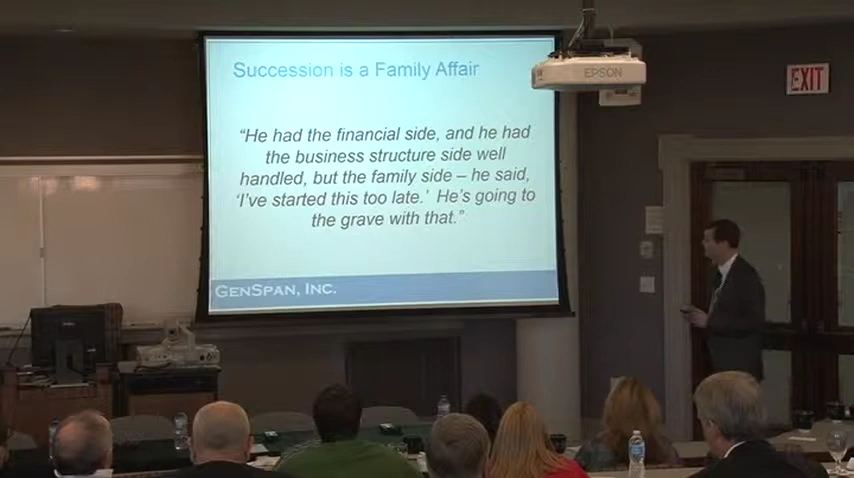 Succession is a Family Affair
EPSON
EXIT
“He had the financial side, and he had
the business structure side well
handled, but the family side – he said,
‘I’ve started this too late.’ He’s going to
the grave with that.”
GENSPAN, INC.